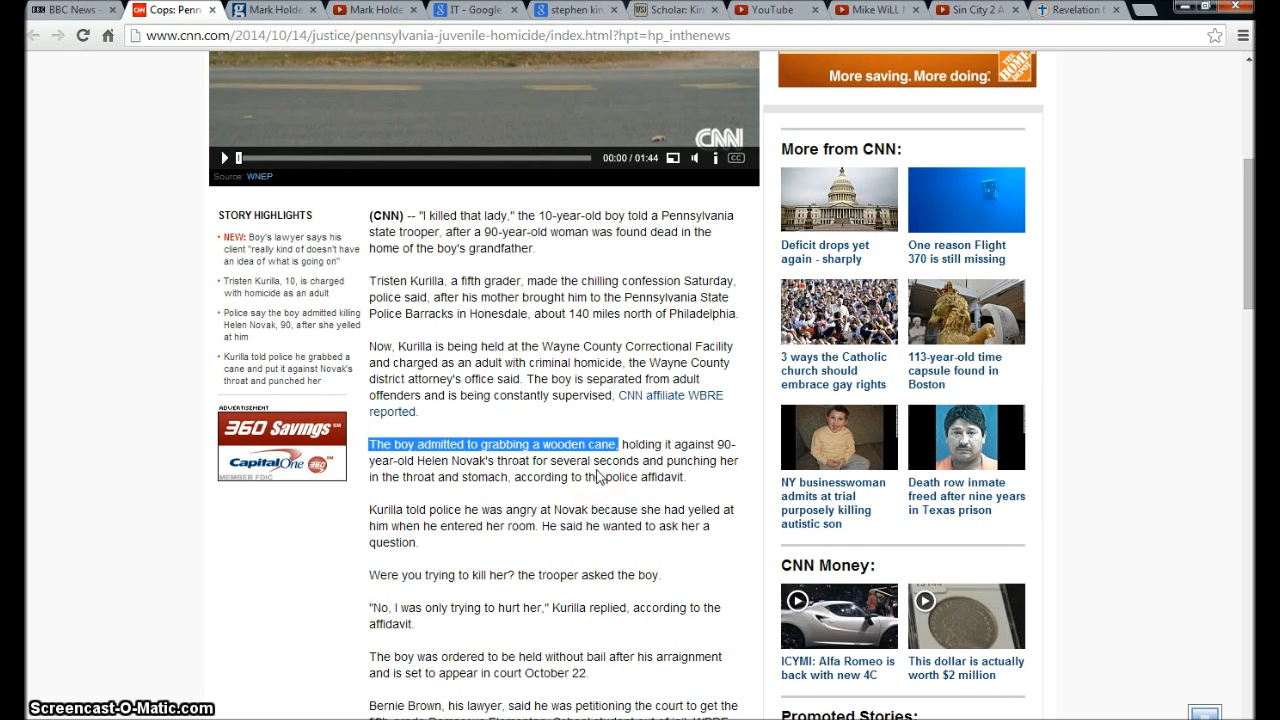 BBC News -
Cops: Penn
Mark Holde
Mark Holde
IT - Google
stephen kin
Scholar: Kin
YouTube
Mike WiLL M
Sin City 2 A
Revelation 6
www.cnn.com/2014/10/14/justice/pennsylvania-juvenile-homicide/index.html?hpt=hp_inthenews
CNN
00:00 / 01:44
CC
Source: WNEP
STORY HIGHLIGHTS
• NEW: Boy's lawyer says his
client "really kind of doesn't have
an idea of what is going on"
• Tristen Kurilla, 10, is charged
with homicide as an adult
• Police say the boy admitted killing
Helen Novak, 90, after she yelled
at him
• Kurilla told police he grabbed a
cane and put it against Novak's
throat and punched her
ADVERTISEMENT
360 Savings
Capital One 360
MEMBER FDIC
(CNN) -- "I killed that lady," the 10-year-old boy told a Pennsylvania
state trooper, after a 90-year-old woman was found dead in the
home of the boy's grandfather.
Tristen Kurilla, a fifth grader, made the chilling confession Saturday,
police said, after his mother brought him to the Pennsylvania State
Police Barracks in Honesdale, about 140 miles north of Philadelphia.
Now, Kurilla is being held at the Wayne County Correctional Facility
and charged as an adult with criminal homicide, the Wayne County
district attorney's office said. The boy is separated from adult
offenders and is being constantly supervised, CNN affiliate WBRE
reported.
The boy admitted to grabbing a wooden cane, holding it against 90-
year-old Helen Novak's throat for several seconds and punching her
in the throat and stomach, according to the police affidavit.
Kurilla told police he was angry at Novak because she had yelled at
him when he entered her room. He said he wanted to ask her a
question.
Were you trying to kill her? the trooper asked the boy.
"No, I was only trying to hurt her," Kurilla replied, according to the
affidavit.
The boy was ordered to be held without bail after his arraignment
and is set to appear in court October 22.
Bernie Brown, his lawyer, said he was petitioning the court to get the
More saving. More doing.
THE HOME DEPOT
More from CNN:
Deficit drops yet
again - sharply
One reason Flight
370 is still missing
3 ways the Catholic
church should
embrace gay rights
113-year-old time
capsule found in
Boston
NY businesswoman
admits at trial
purposely killing
autistic son
Death row inmate
freed after nine years
in Texas prison
CNN Money:
ICYMI: Alfa Romeo is
back with new 4C
This dollar is actually
worth $2 million
Promoted Stories:
Screencast-O-Matic.com